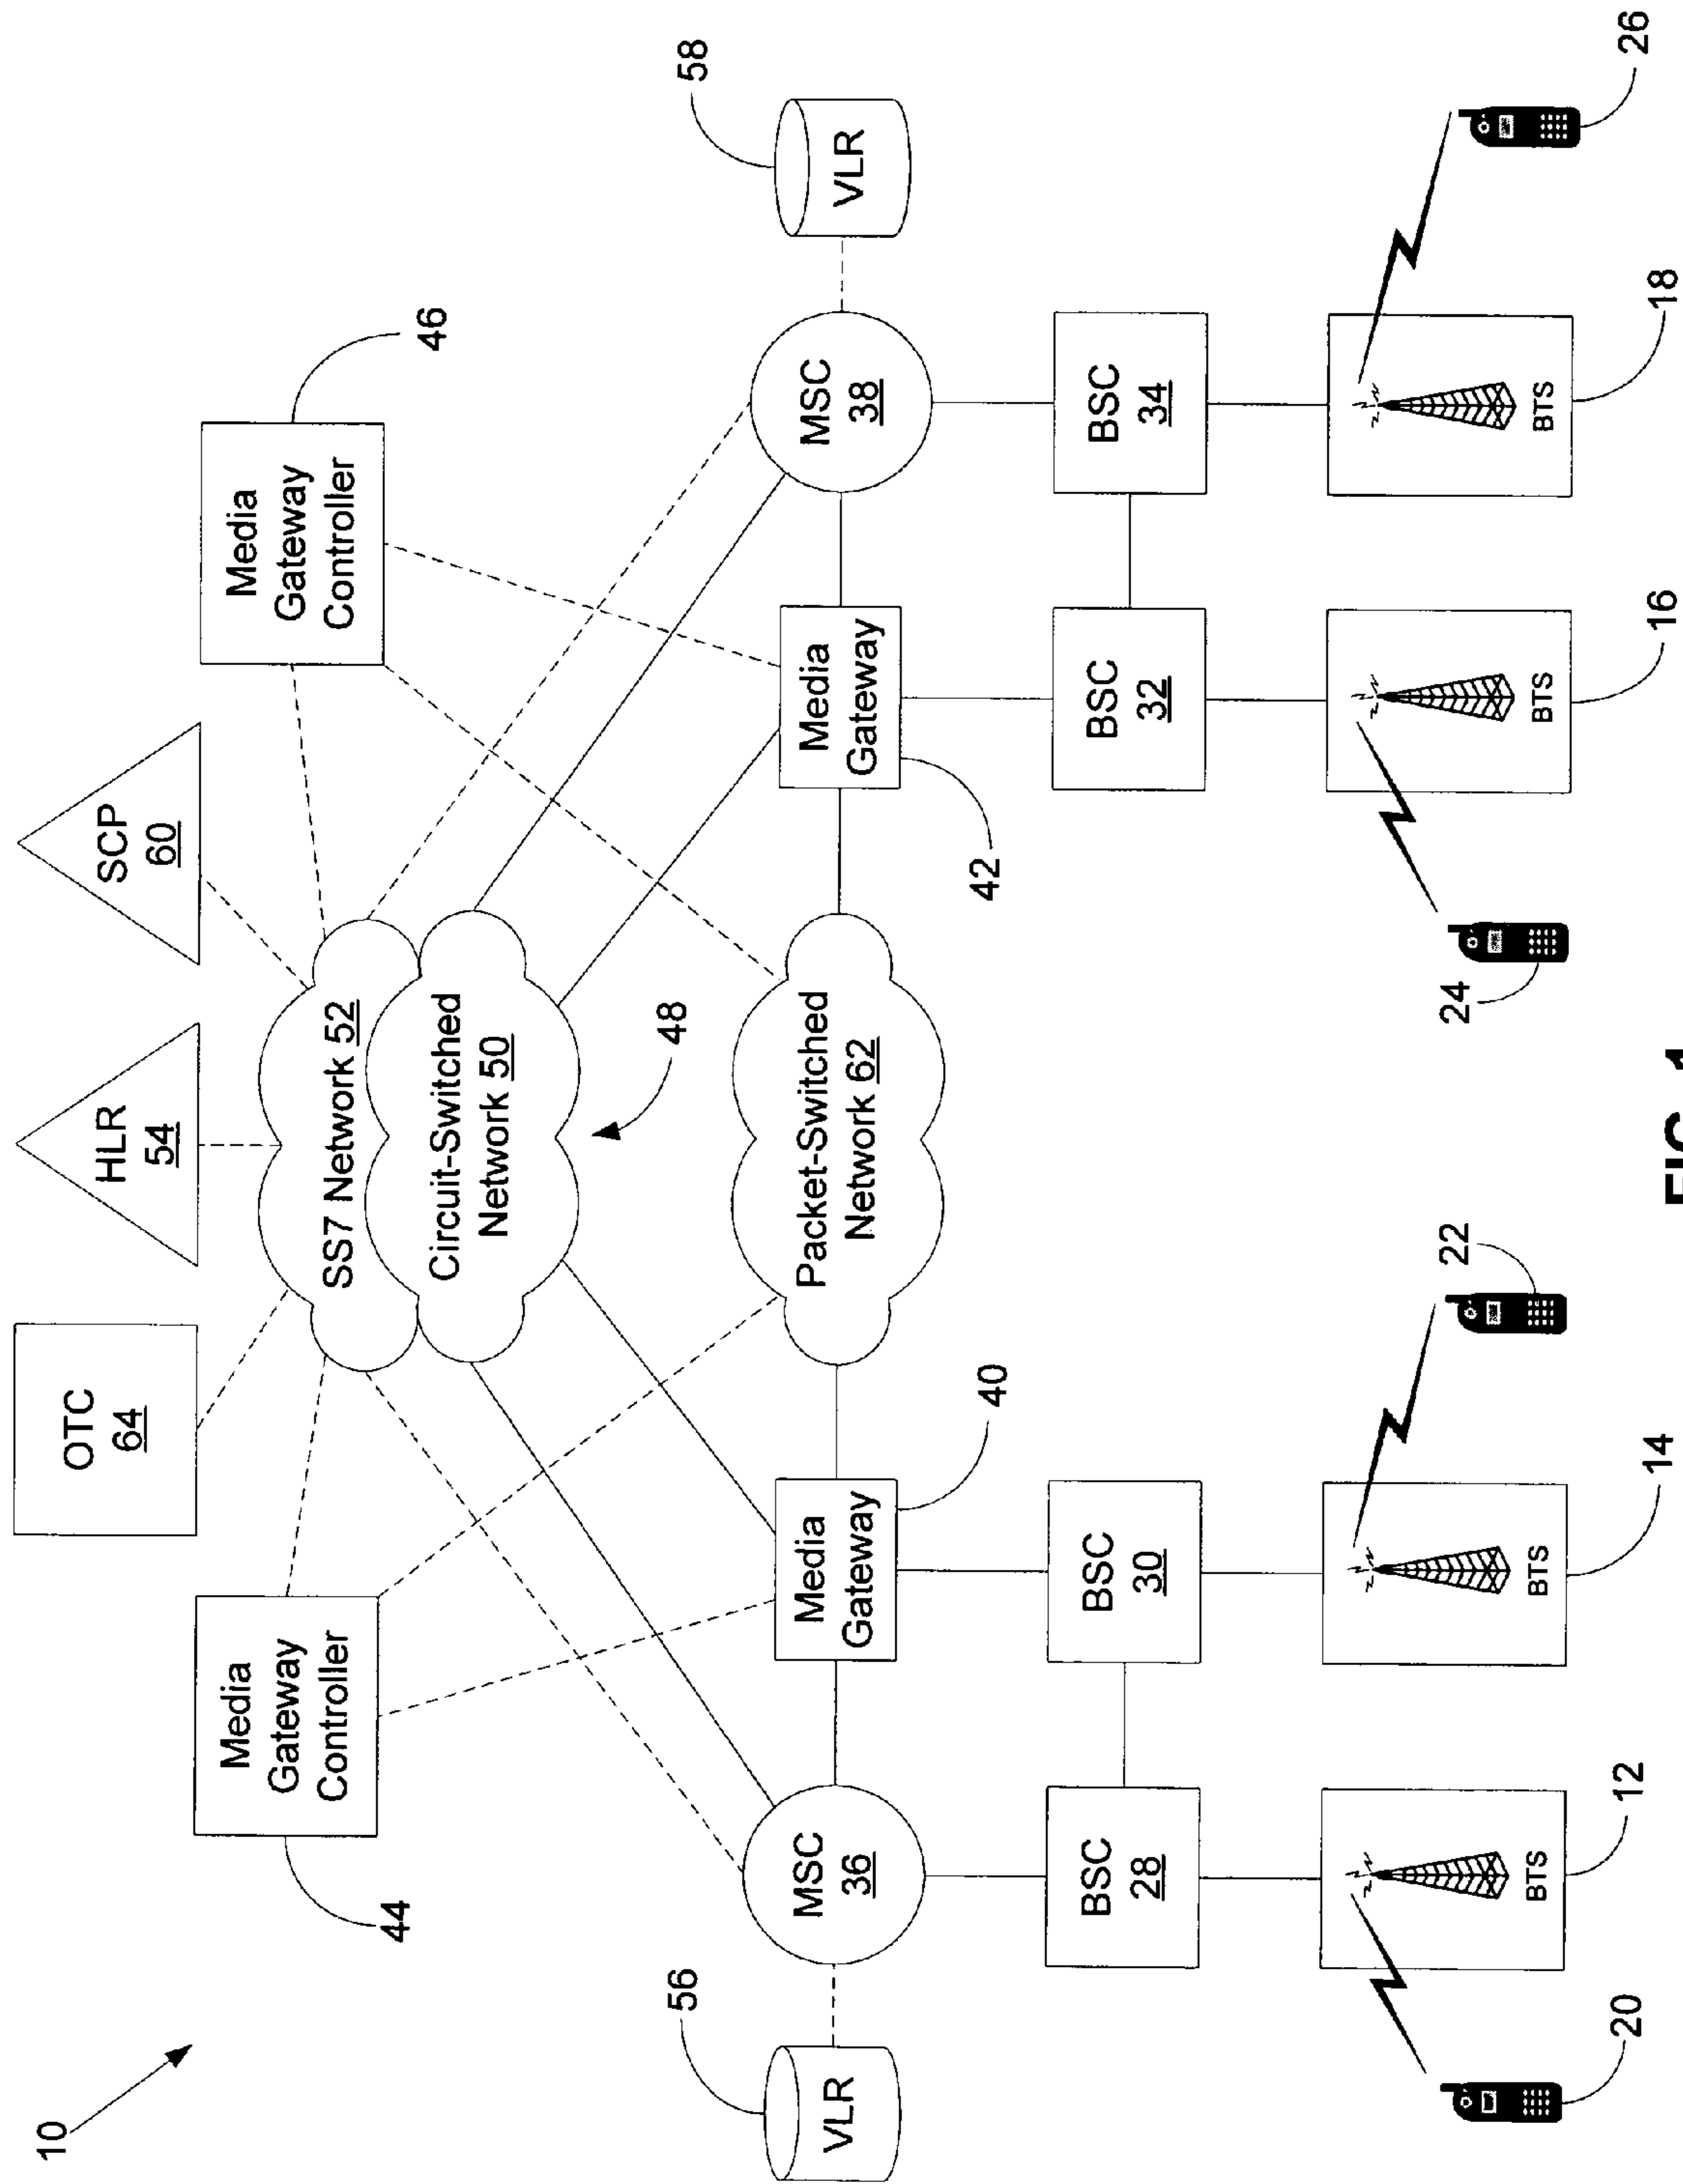 10
OTC
64
HLR
54
SCP
60
Media
Gateway
Controller
44
Media
Gateway
Controller
46
SS7 Network 52
Circuit-Switched
Network 50
48
56
VLR
MSC
36
Media
Gateway
40
Packet-Switched
Network 62
Media
Gateway
42
MSC
38
58
VLR
BSC
28
BSC
30
BSC
32
BSC
34
BTS
12
BTS
14
BTS
16
BTS
18
20
22
24
26
FIG. 1